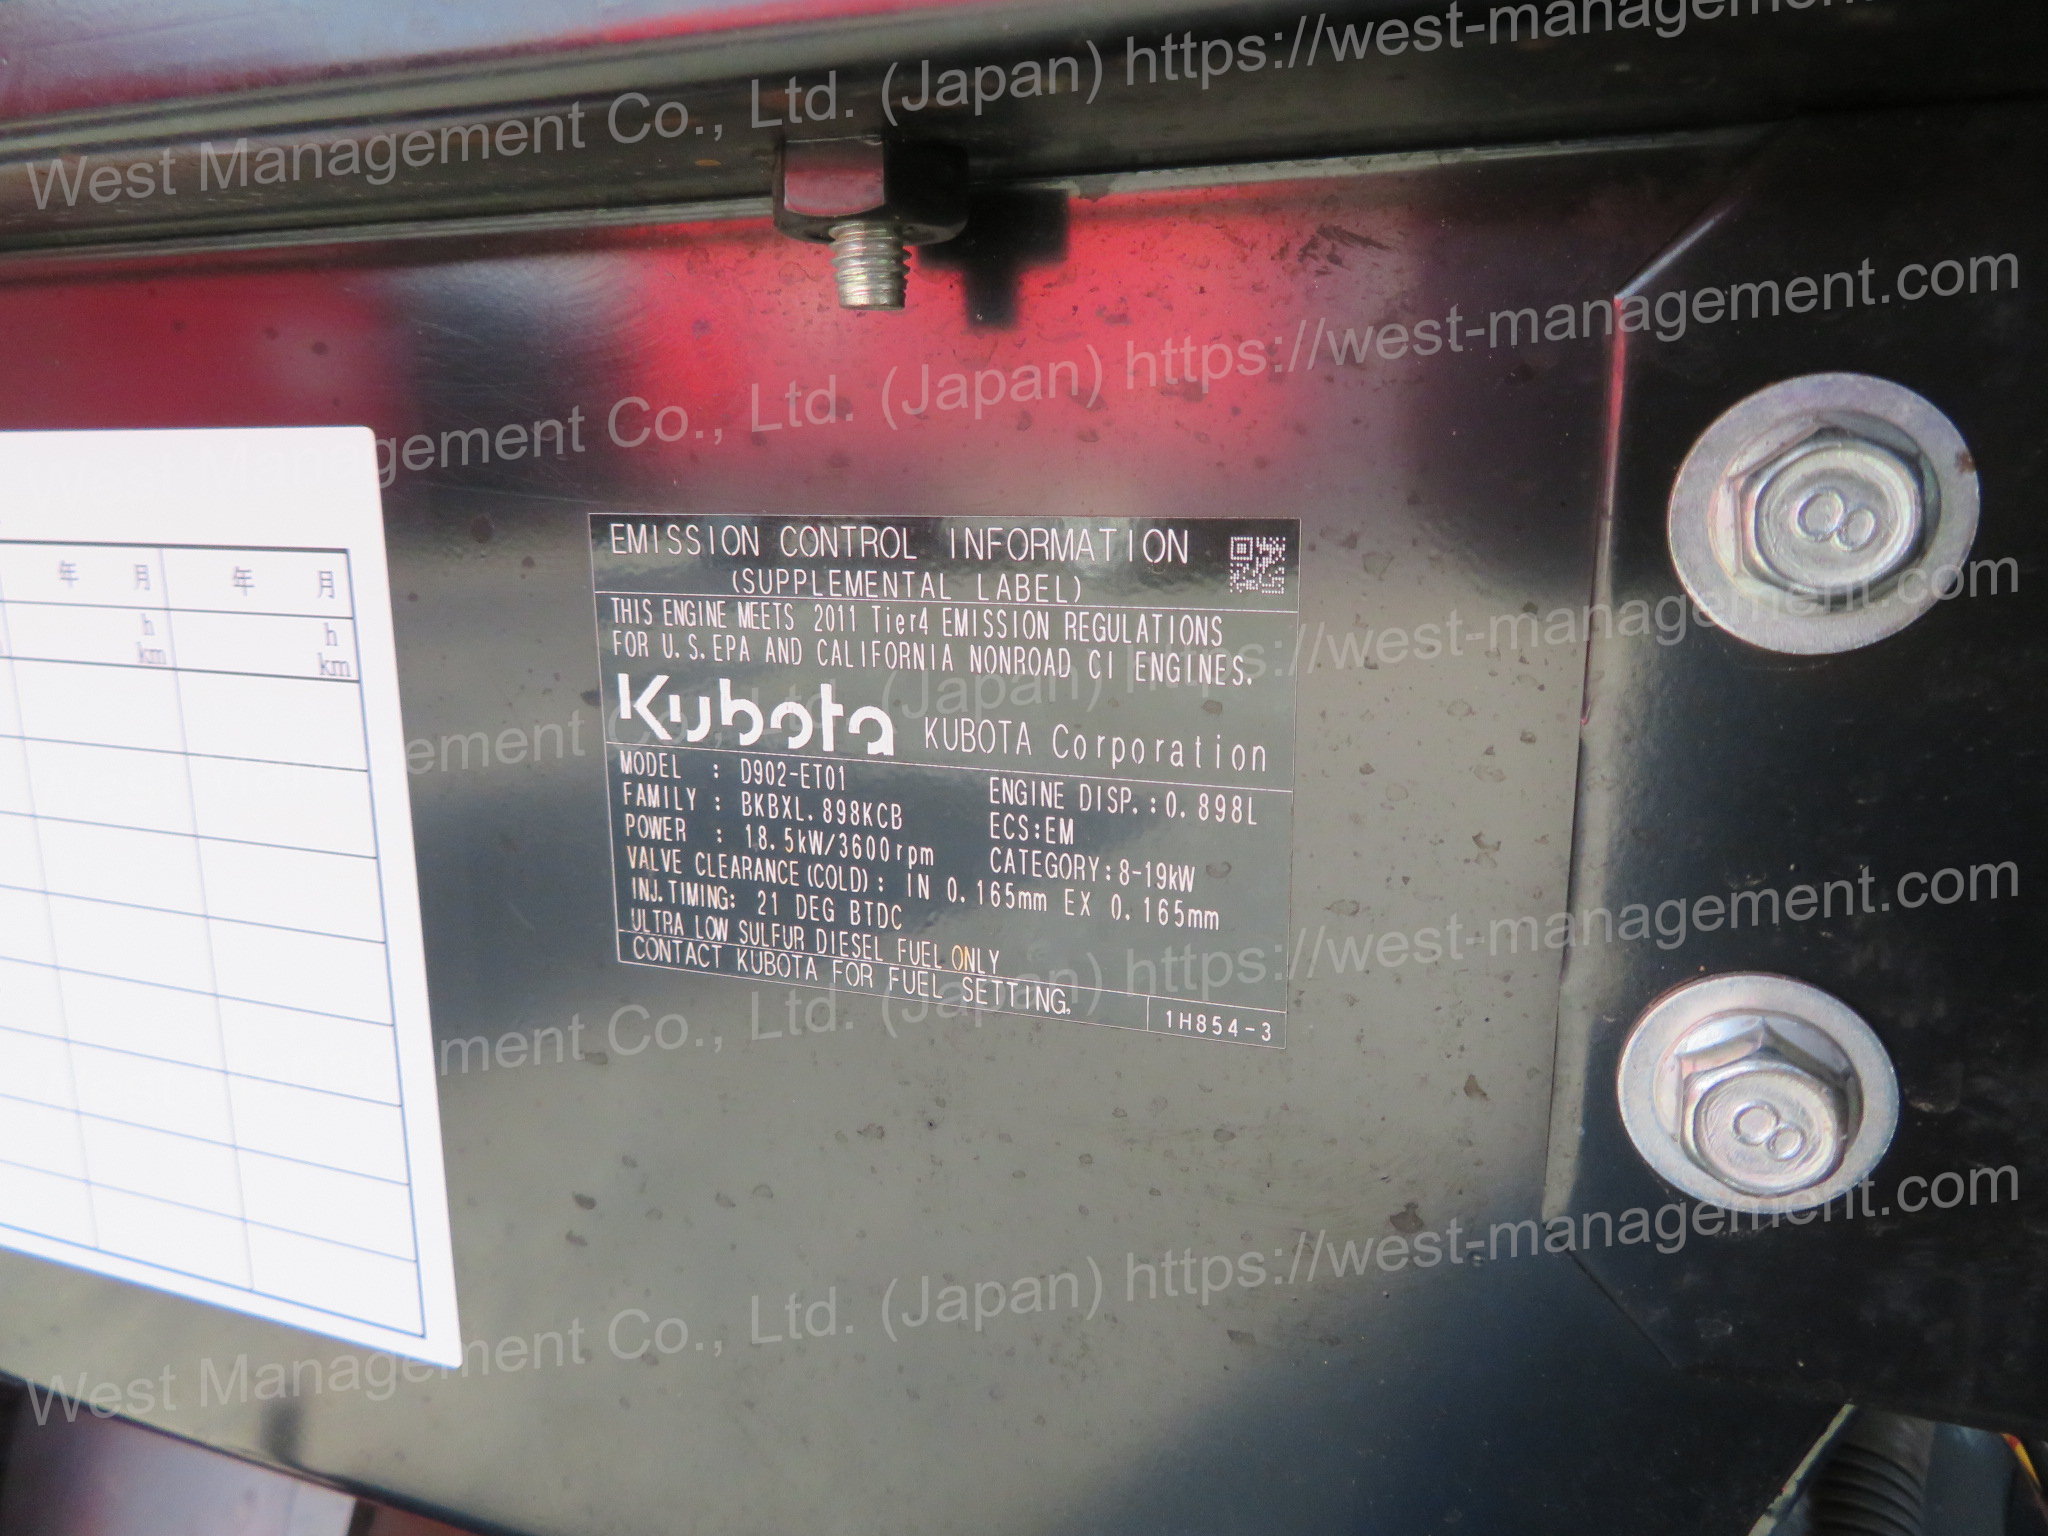 West Management Co., Ltd. (Japan) https://west-management.com
West Management Co., Ltd. (Japan) https://west-management.com
年 月 年 月
h h
km km
EMISSION CONTROL INFORMATION
(SUPPLEMENTAL LABEL)
THIS ENGINE MEETS 2011 Tier4 EMISSION REGULATIONS
FOR U.S.EPA AND CALIFORNIA NONROAD CI ENGINES.
Kubota KUBOTA Corporation
MODEL : D902-ET01
ENGINE DISP.:0.898L
FAMILY : BKBXL.898KCB
ECS:EM
POWER : 18.5kW/3600rpm
CATEGORY:8-19kW
VALVE CLEARANCE(COLD): IN 0.165mm EX 0.165mm
INJ.TIMING: 21 DEG BTDC
ULTRA LOW SULFUR DIESEL FUEL ONLY
CONTACT KUBOTA FOR FUEL SETTING.
1H854-3
8
8
West Management Co., Ltd. (Japan) https://west-management.com
West Management Co., Ltd. (Japan) https://west-management.com
West Management Co., Ltd. (Japan) https://west-management.com